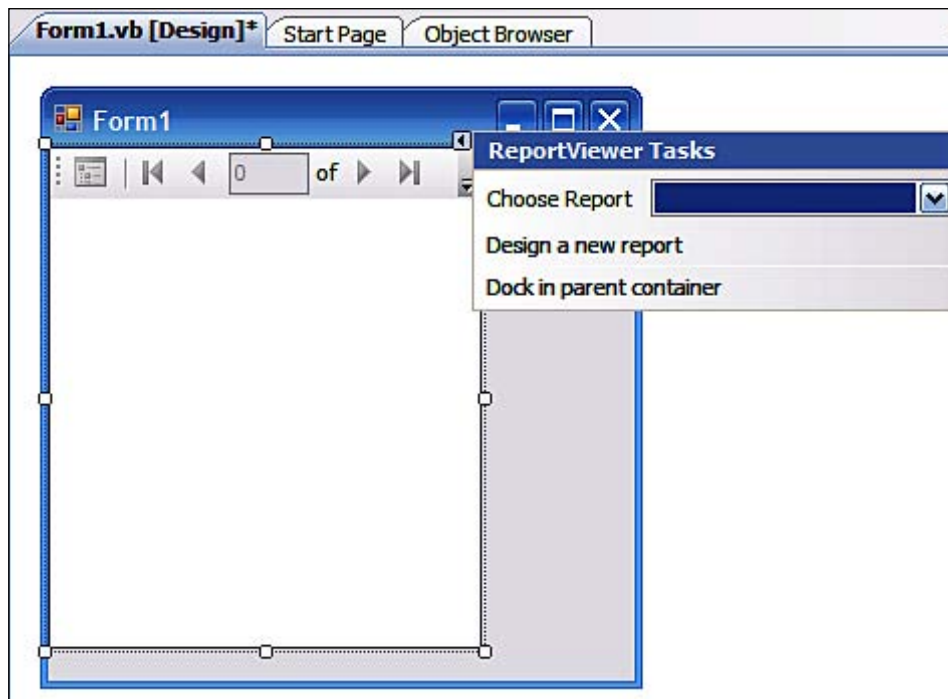 Form1.vb [Design]* Start Page Object Browser
Form1
ReportViewer Tasks
0 of
Choose Report
Design a new report
Dock in parent container